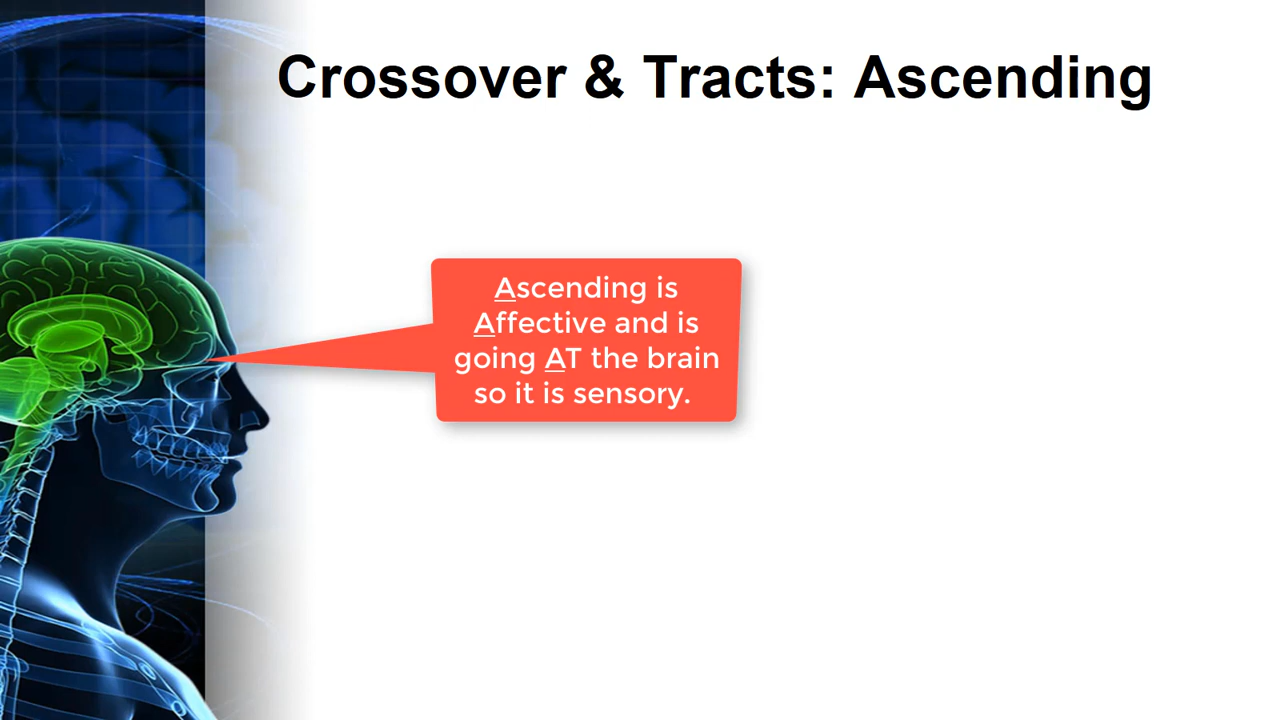 Crossover & Tracts: Ascending
Ascending is
Affective and is
going AT the brain
so it is sensory.